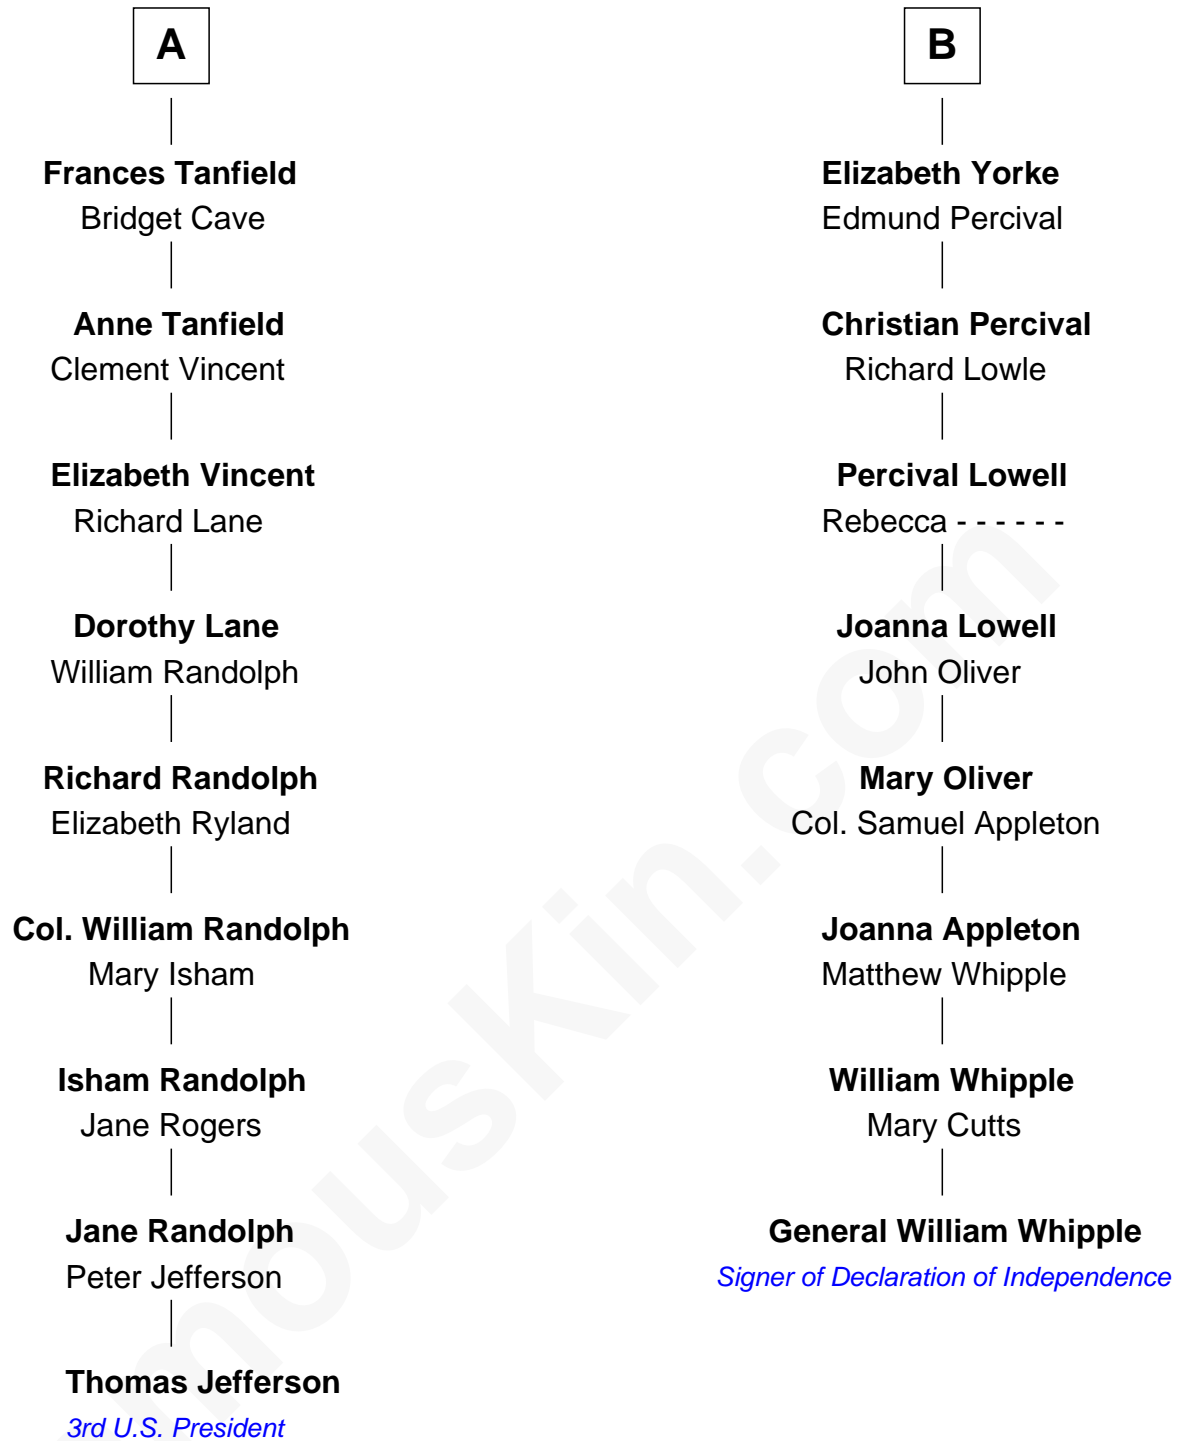 A
Frances Tanfield
Bridget Cave
Anne Tanfield
Clement Vincent
Elizabeth Vincent
Richard Lane
Dorothy Lane
William Randolph
Richard Randolph
Elizabeth Ryland
Col. William Randolph
Mary Isham
Isham Randolph
Jane Rogers
Jane Randolph
Peter Jefferson
Thomas Jefferson
3rd U.S. President
B
Elizabeth Yorke
Edmund Percival
Christian Percival
Richard Lowle
Percival Lowell
Rebecca - - - - - -
Joanna Lowell
John Oliver
Mary Oliver
Col. Samuel Appleton
Joanna Appleton
Matthew Whipple
William Whipple
Mary Cutts
General William Whipple
Signer of Declaration of Independence
mousKin.com